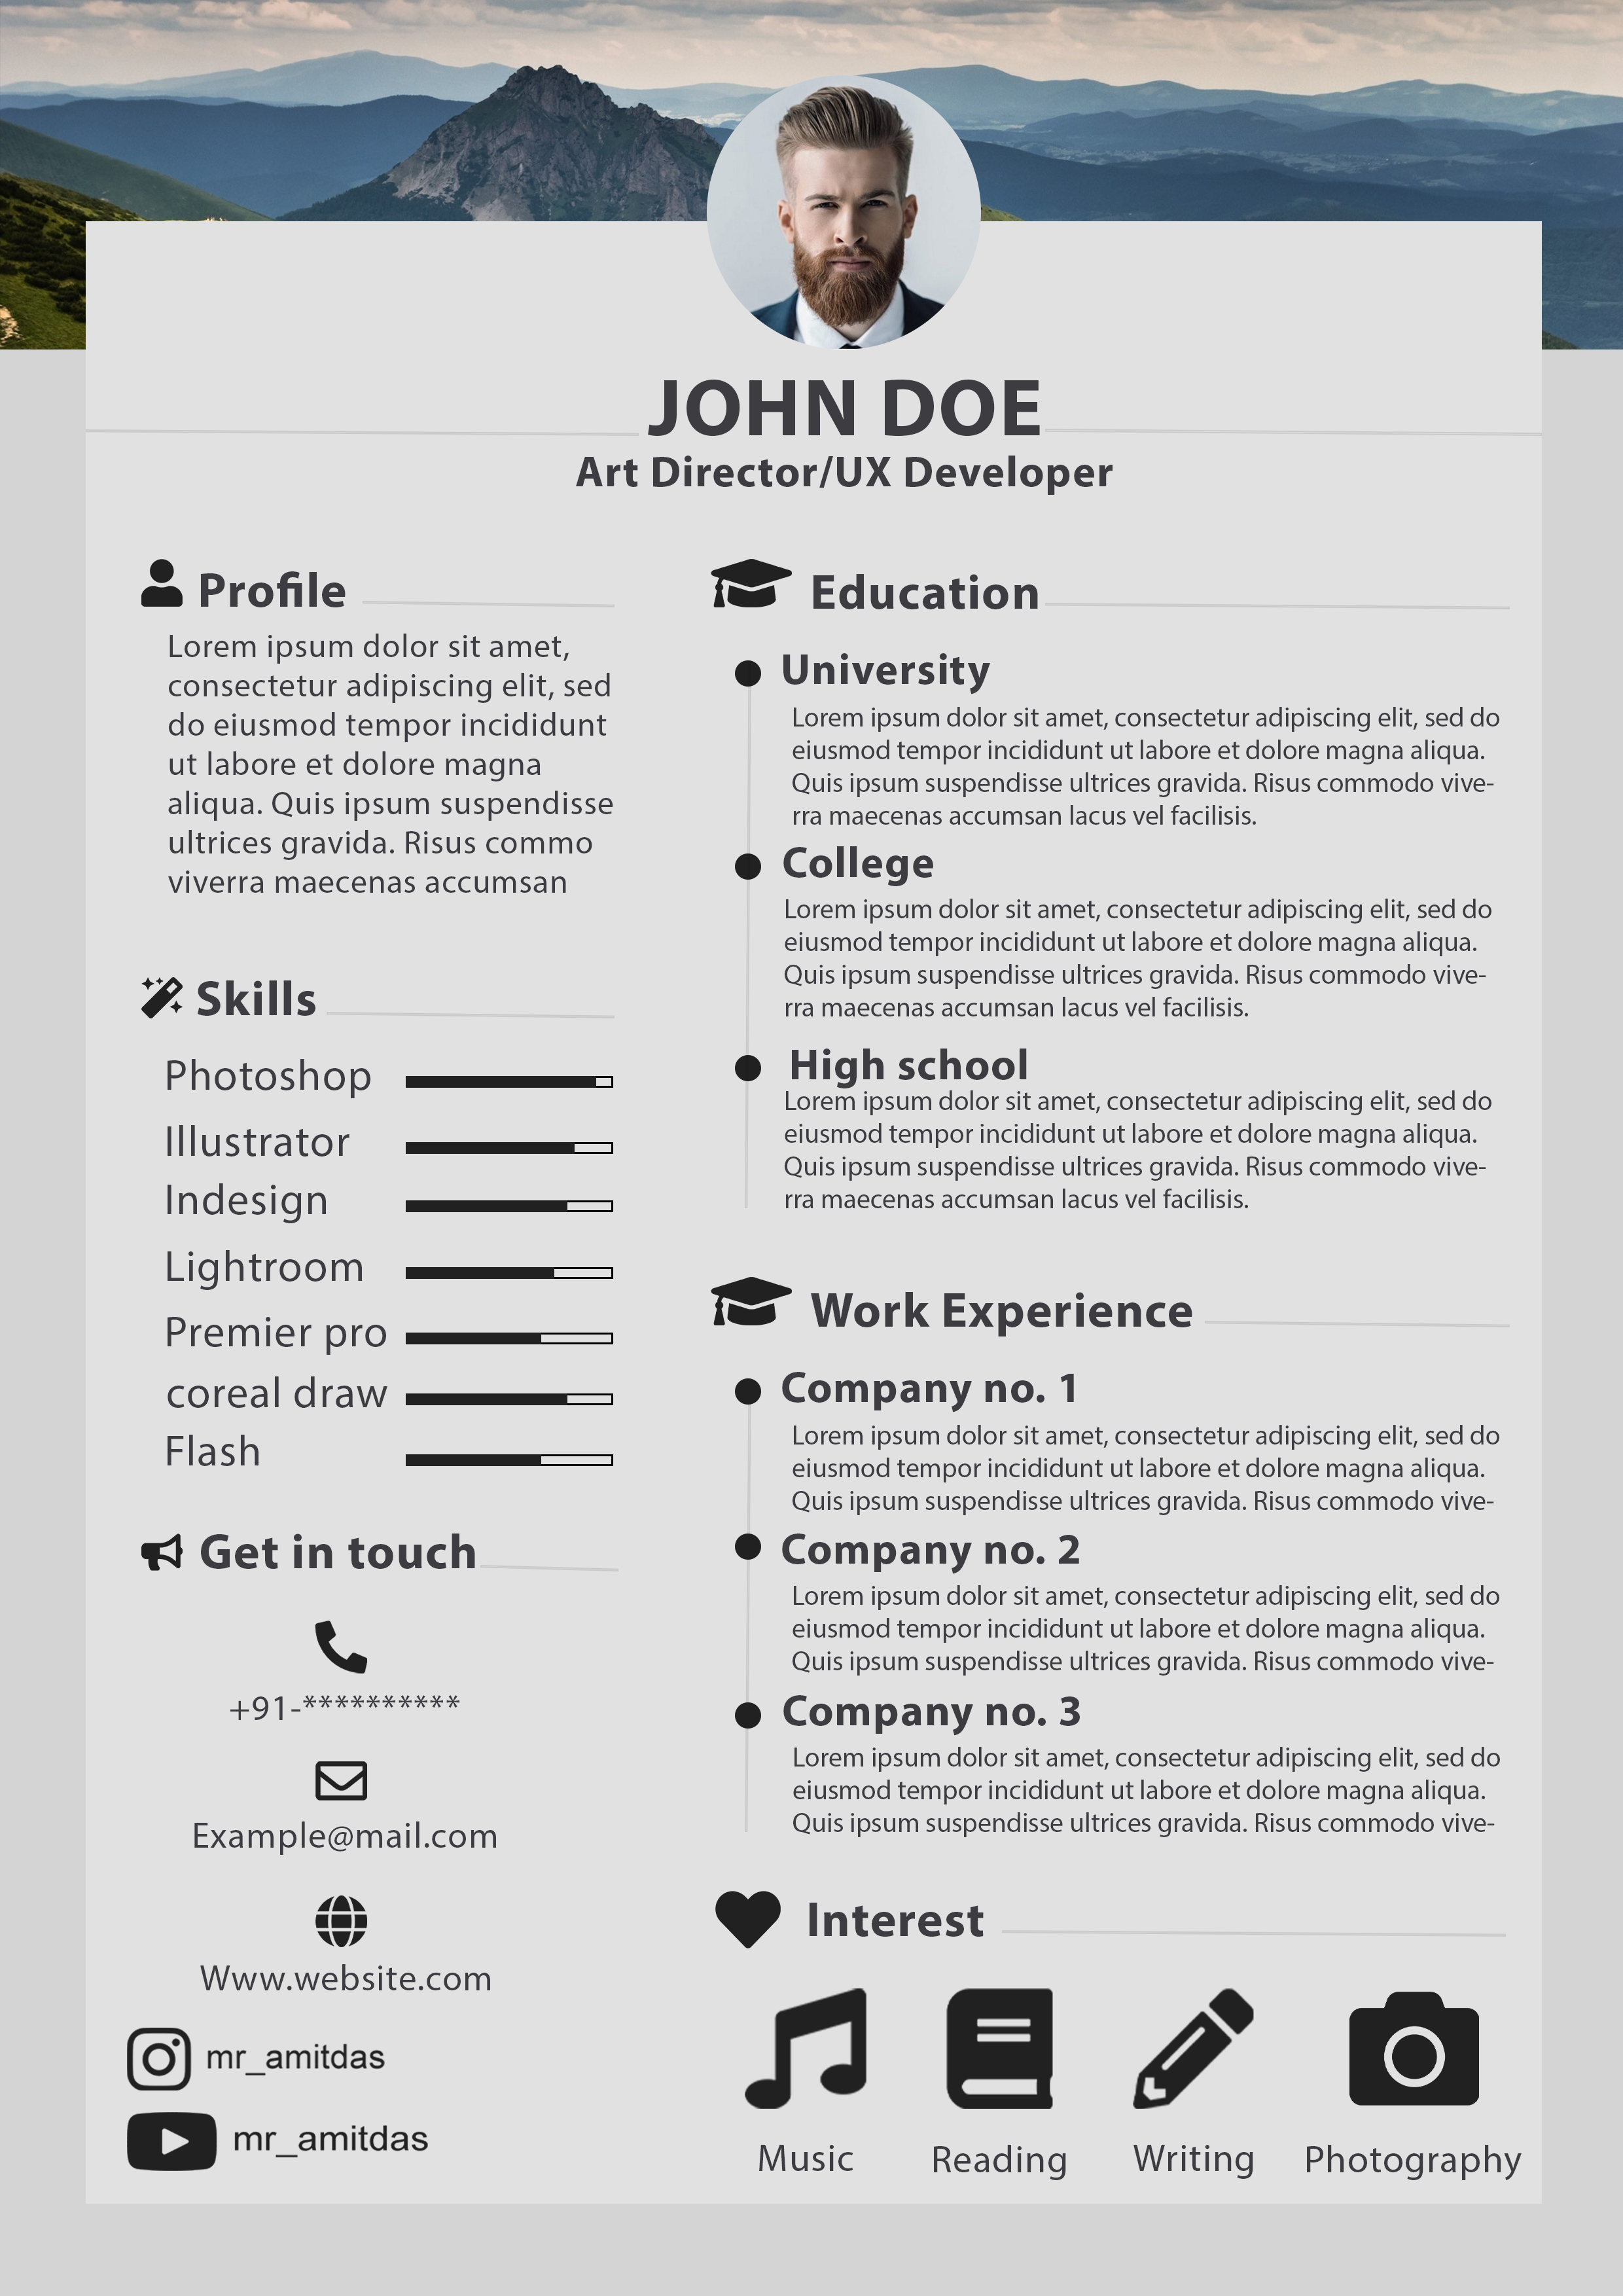 JOHN DOE
Art Director/UX Developer
Profile
Lorem ipsum dolor sit amet,
consectetur adipiscing elit, sed
do eiusmod tempor incididunt
ut labore et dolore magna
aliqua. Quis ipsum suspendisse
ultrices gravida. Risus commo
viverra maecenas accumsan
Skills
Photoshop
Illustrator
Indesign
Lightroom
Premier pro
coreal draw
Flash
Get in touch
+91-**********
Example@mail.com
Www.website.com
mr_amitdas
mr_amitdas
Education
University
Lorem ipsum dolor sit amet, consectetur adipiscing elit, sed do
eiusmod tempor incididunt ut labore et dolore magna aliqua.
Quis ipsum suspendisse ultrices gravida. Risus commodo vive-
rra maecenas accumsan lacus vel facilisis.
College
Lorem ipsum dolor sit amet, consectetur adipiscing elit, sed do
eiusmod tempor incididunt ut labore et dolore magna aliqua.
Quis ipsum suspendisse ultrices gravida. Risus commodo vive-
rra maecenas accumsan lacus vel facilisis.
High school
Lorem ipsum dolor sit amet, consectetur adipiscing elit, sed do
eiusmod tempor incididunt ut labore et dolore magna aliqua.
Quis ipsum suspendisse ultrices gravida. Risus commodo vive-
rra maecenas accumsan lacus vel facilisis.
Work Experience
Company no. 1
Lorem ipsum dolor sit amet, consectetur adipiscing elit, sed do
eiusmod tempor incididunt ut labore et dolore magna aliqua.
Quis ipsum suspendisse ultrices gravida. Risus commodo vive-
Company no. 2
Lorem ipsum dolor sit amet, consectetur adipiscing elit, sed do
eiusmod tempor incididunt ut labore et dolore magna aliqua.
Quis ipsum suspendisse ultrices gravida. Risus commodo vive-
Company no. 3
Lorem ipsum dolor sit amet, consectetur adipiscing elit, sed do
eiusmod tempor incididunt ut labore et dolore magna aliqua.
Quis ipsum suspendisse ultrices gravida. Risus commodo vive-
Interest
Music Reading Writing Photography